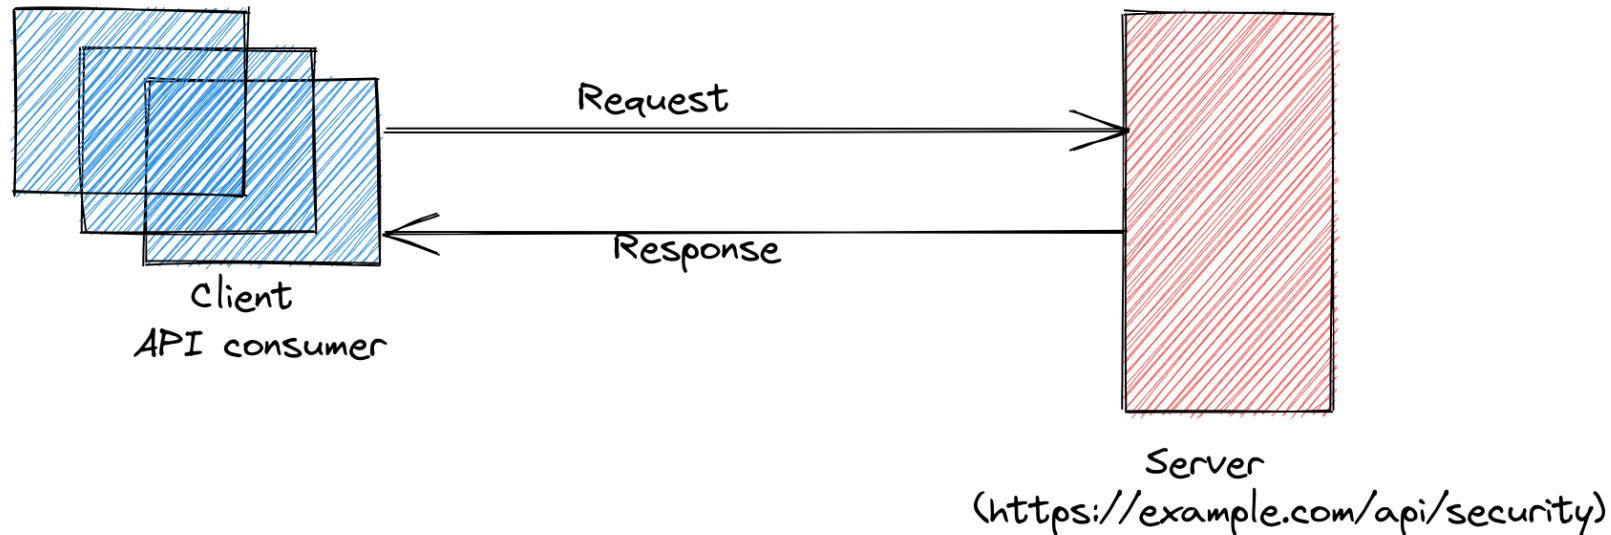 Request
Response
Client
API consumer
Server
(https://example.com/api/security)